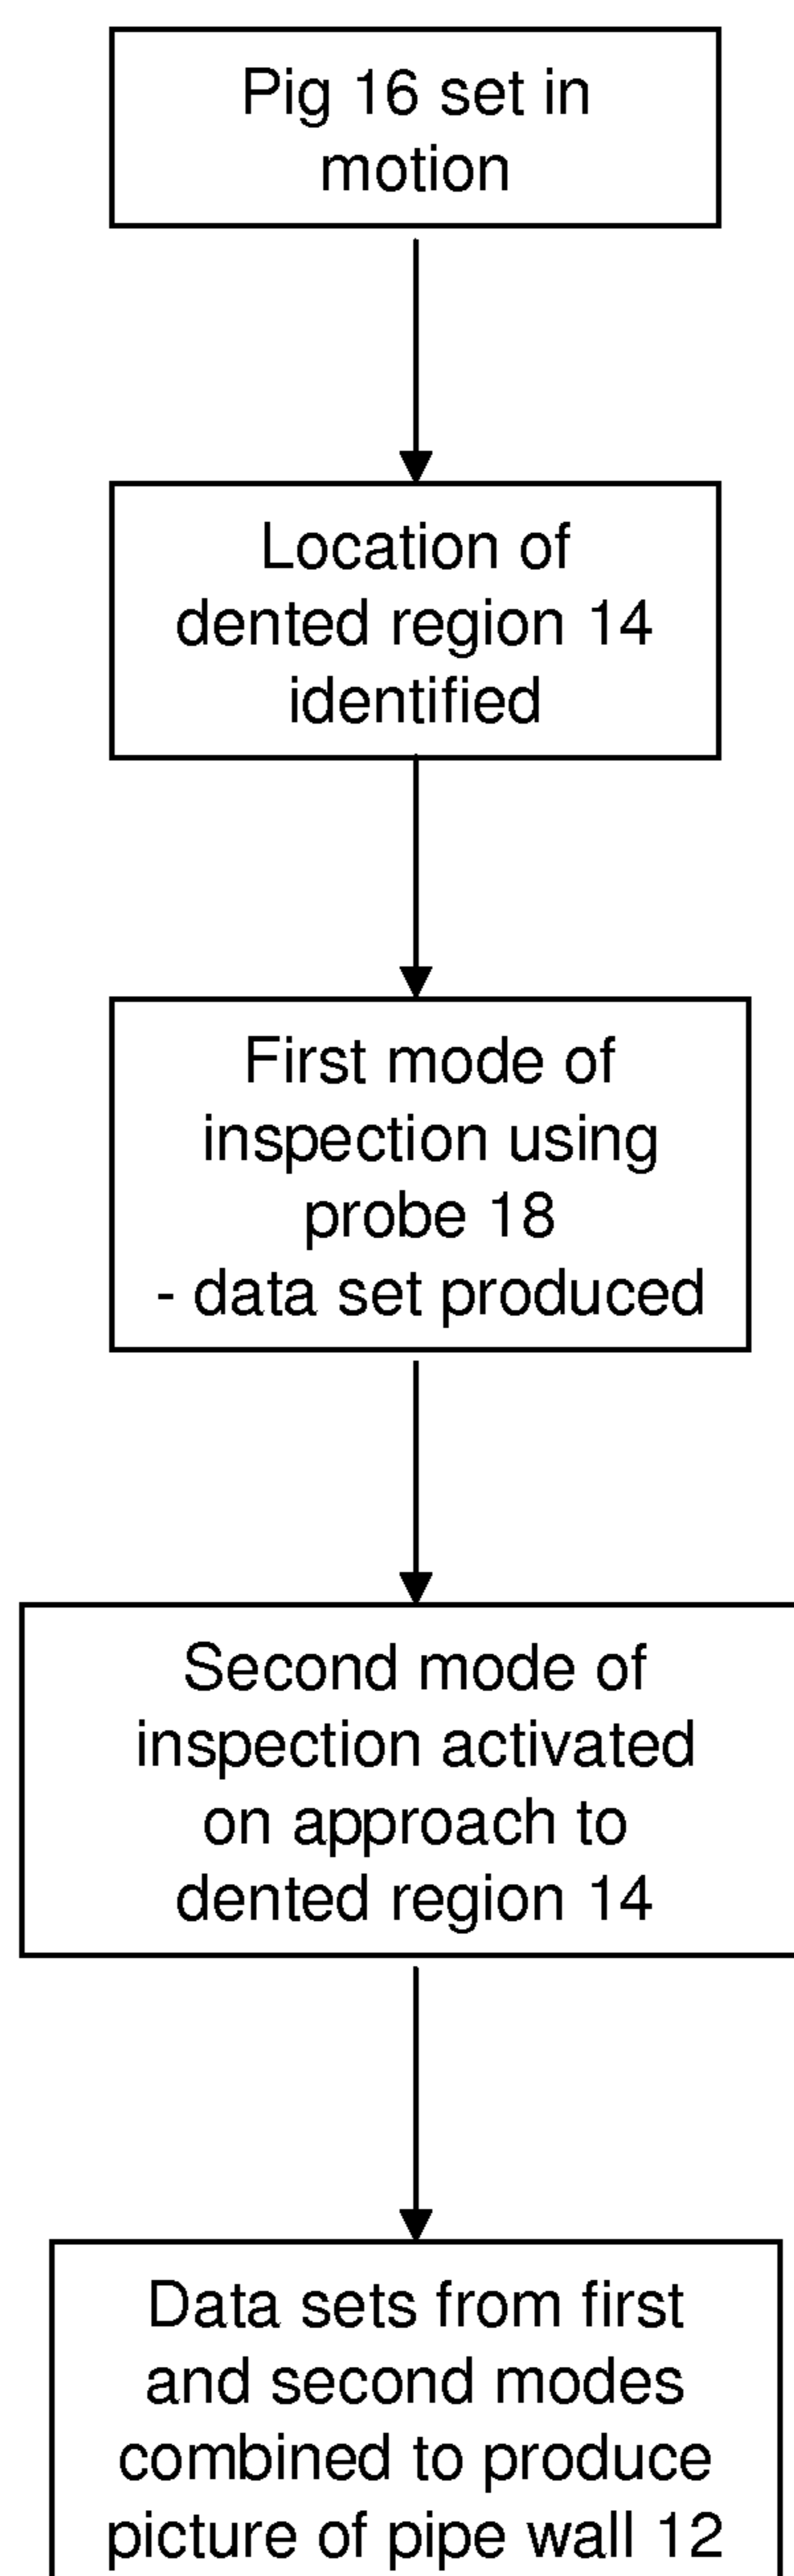 Pig 16 set in
motion
Location of
dented region 14
identified
First mode of
inspection using
probe 18
- data set produced
Second mode of
inspection activated
on approach to
dented region 14
Data sets from first
and second modes
combined to produce
picture of pipe wall 12